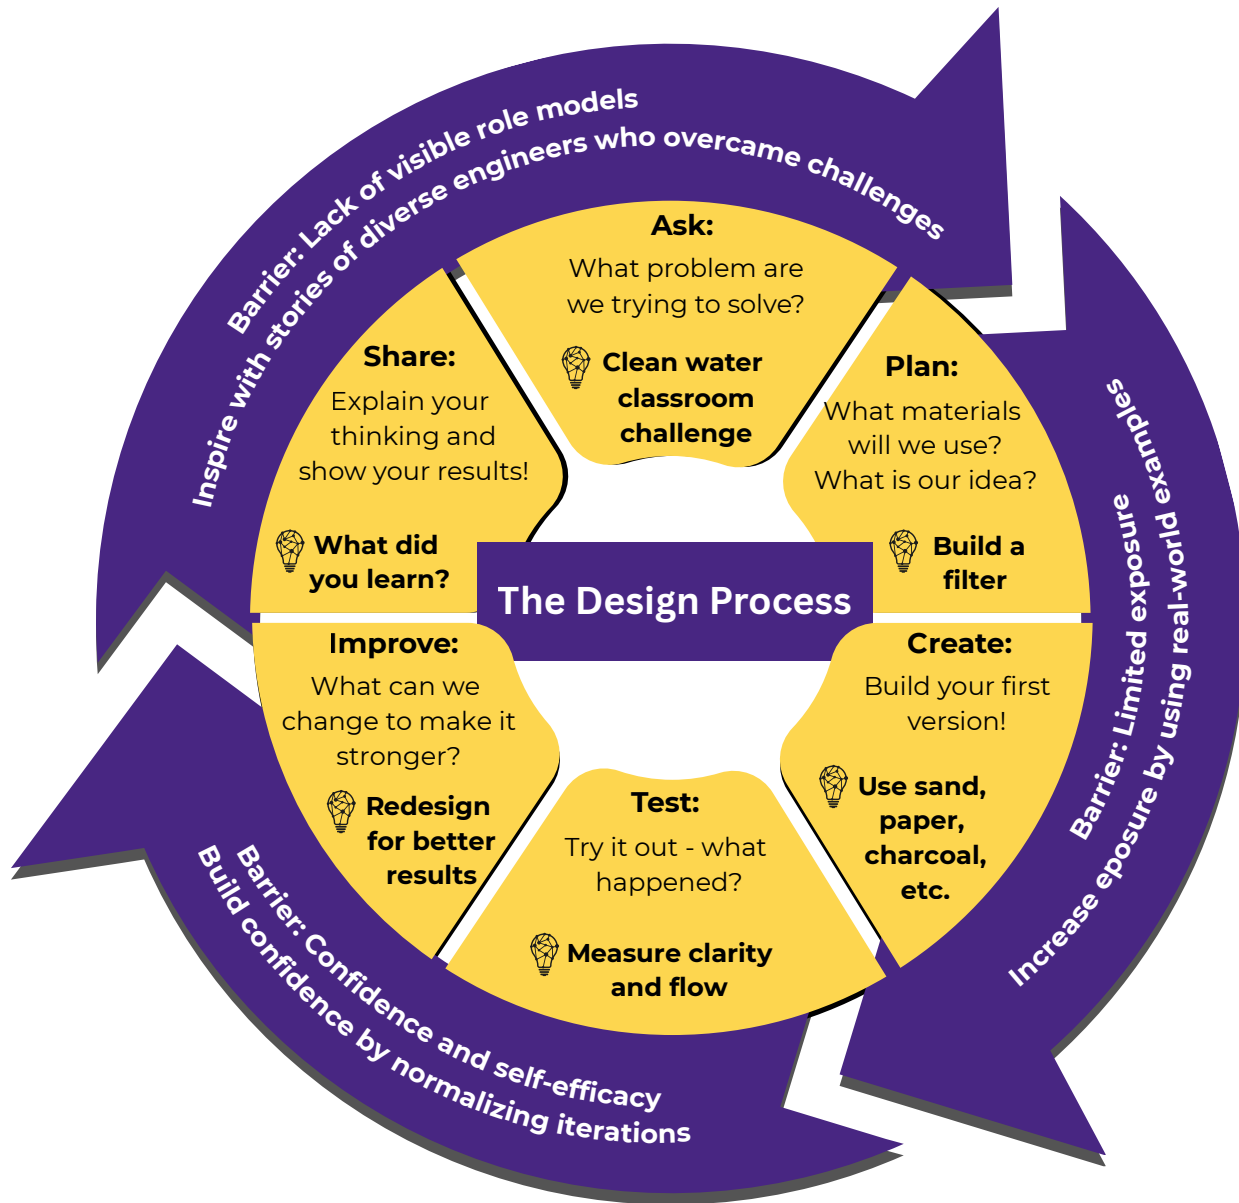 Barrier: Lack of visible role models
Inspire with stories of diverse engineers who overcame challenges
Ask:
What problem are
we trying to solve?
Clean water
classroom
challenge
Plan:
What materials
will we use?
What is our idea?
Build a
filter
Barrier: Limited exposure
Increase eposure by using real-world examples
Create:
Build your first
version!
Use sand,
paper,
charcoal,
etc.
Test:
Try it out - what
happened?
Measure clarity
and flow
Barrier: Confidence and self-efficacy
Build confidence by normalizing iterations
Improve:
What can we
change to make it
stronger?
Redesign
for better
results
Share:
Explain your
thinking and
show your results!
What did
you learn?
The Design Process